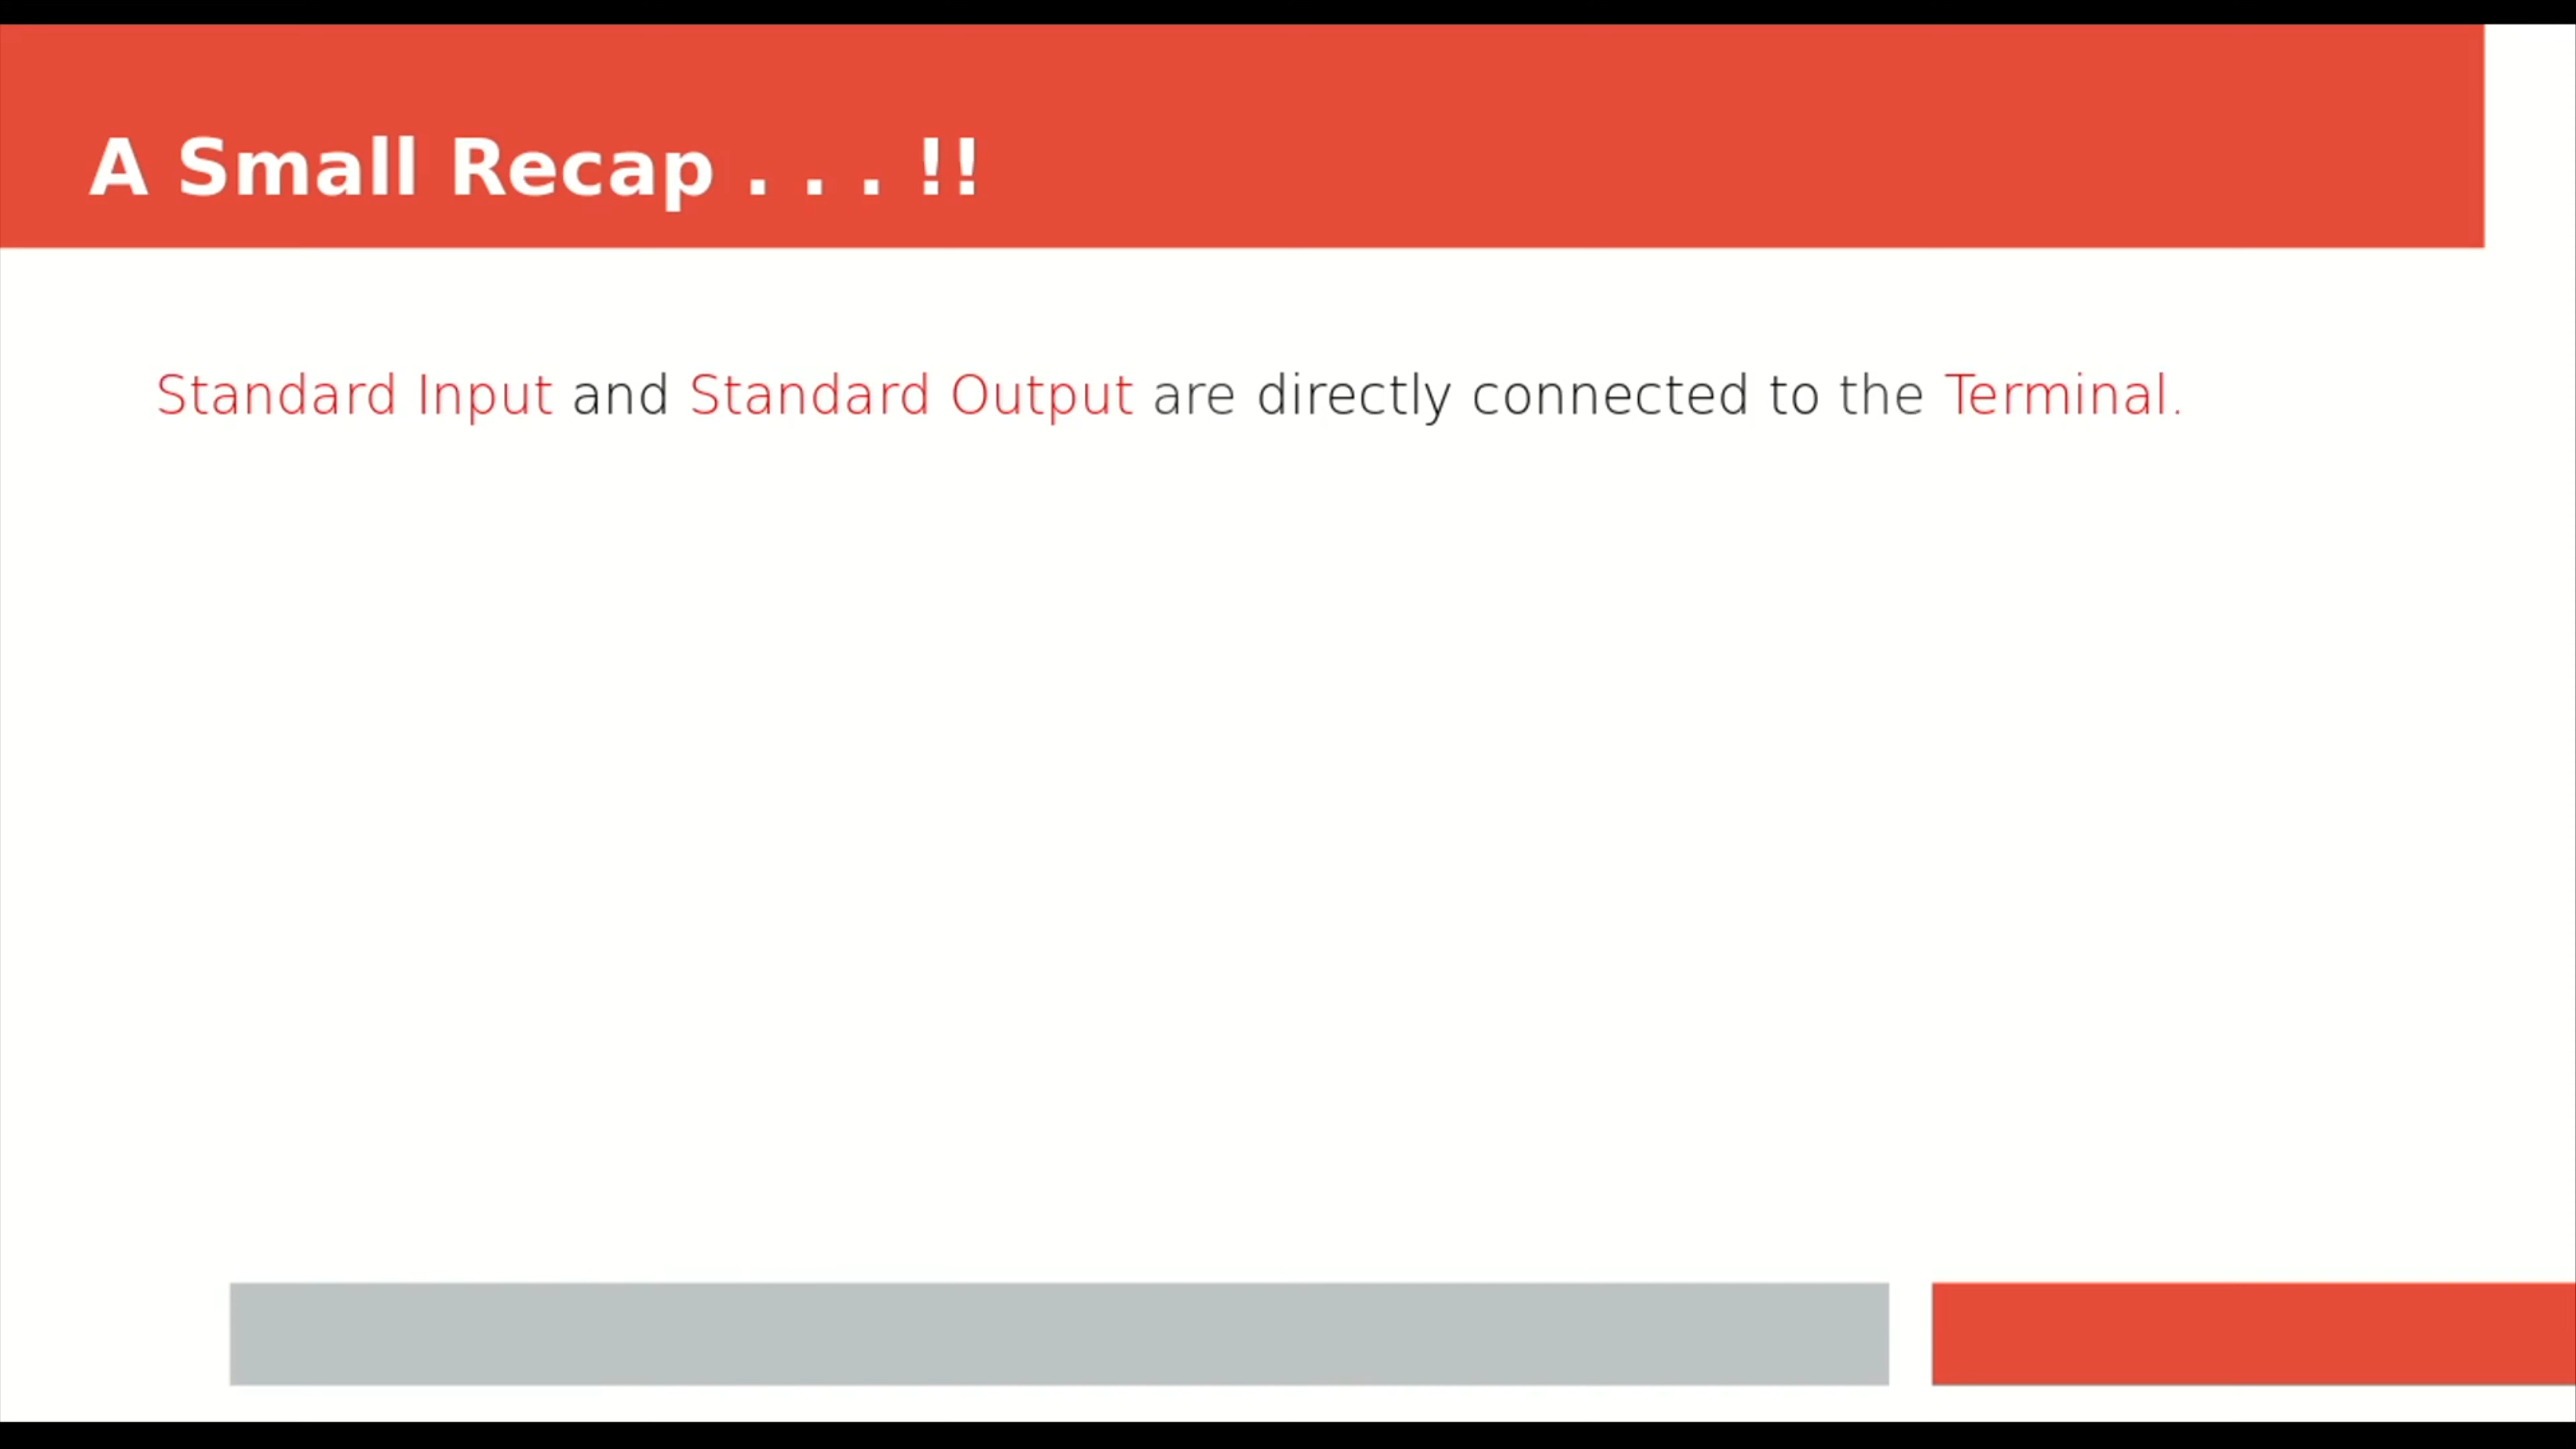 A Small Recap . . . !!
Standard Input and Standard Output are directly connected to the Terminal.